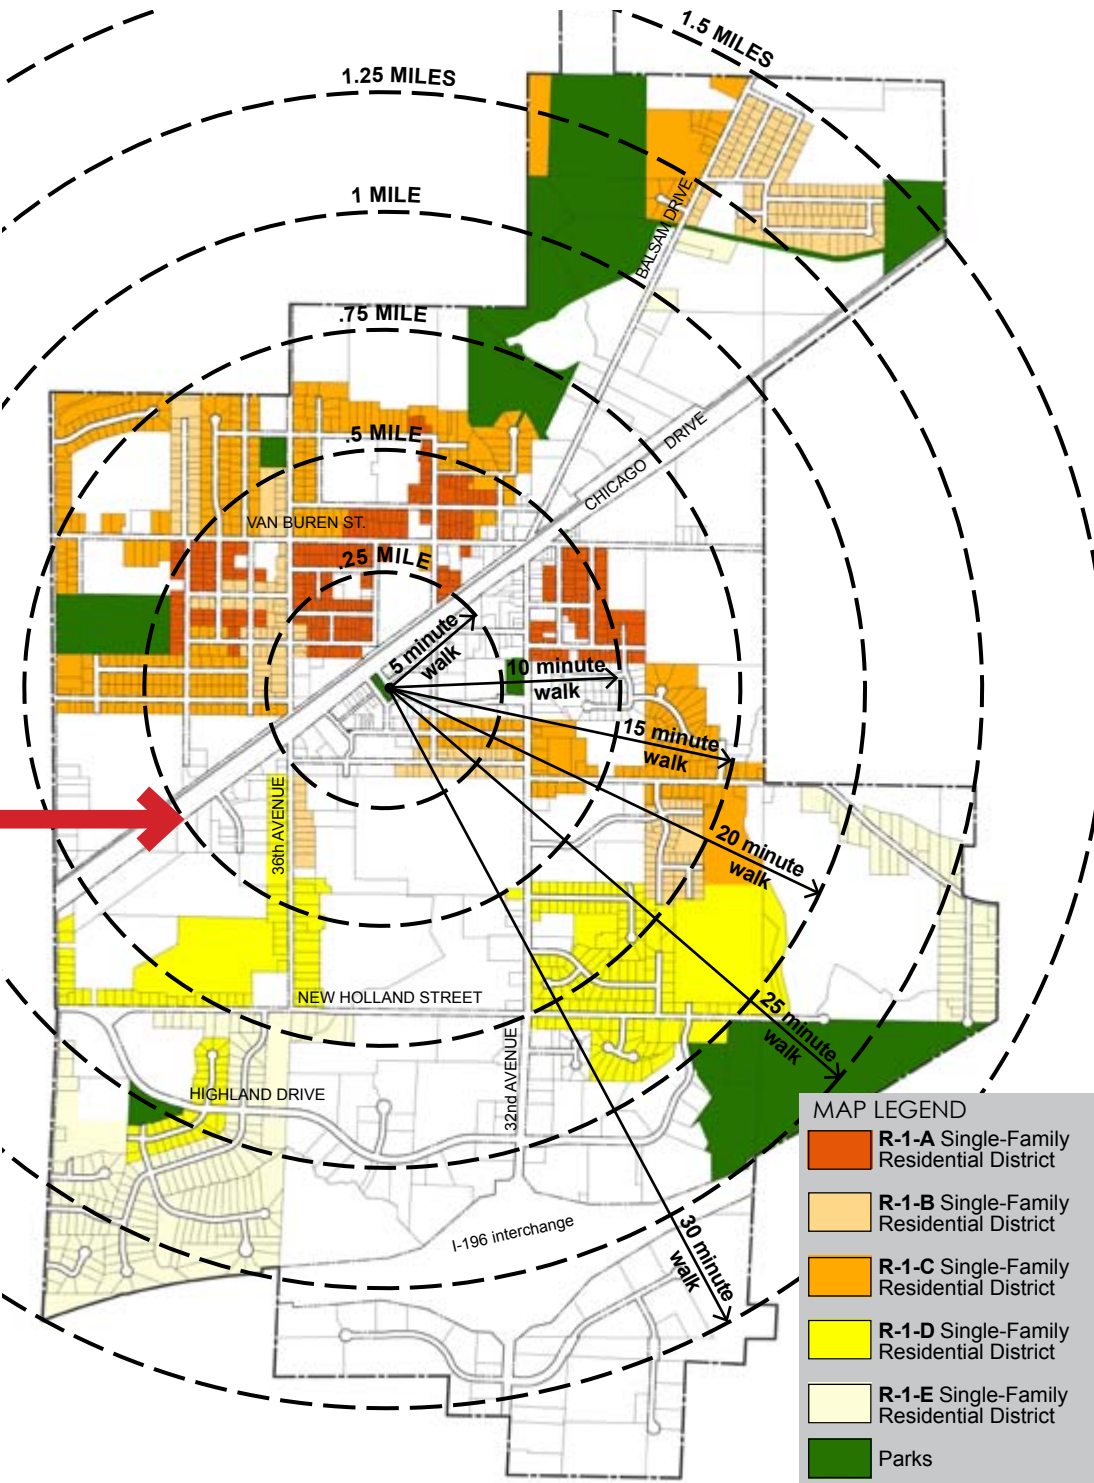 1.5 MILES
1.25 MILES
1 MILE
.75 MILE
.5 MILE
.25 MILE
BALSAM DRIVE
CHICAGO DRIVE
VAN BUREN ST.
5 minute
walk
10 minute
walk
15 minute
walk
36th AVENUE
20 minute
walk
NEW HOLLAND STREET
25 minute
walk
32nd AVENUE
HIGHLAND DRIVE
I-196 interchange
30 minute
walk
MAP LEGEND
R-1-A Single-Family
Residential District
R-1-B Single-Family
Residential District
R-1-C Single-Family
Residential District
R-1-D Single-Family
Residential District
R-1-E Single-Family
Residential District
Parks